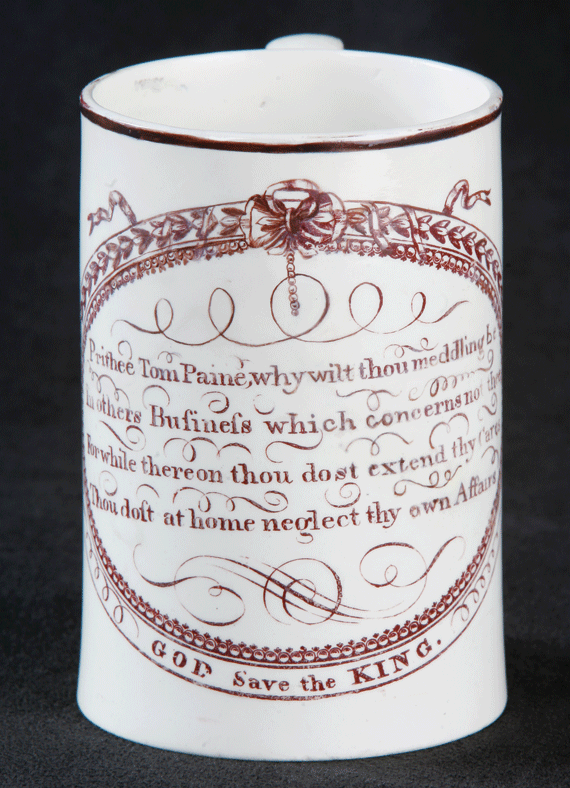 Prithee Tom Paine, why wilt thou meddling be
In others Buſineſs which concerns not thee
For while thereon thou dost extend thy Cares
Thou doſt at home neglect thy own Affairs
GOD Save the KING.